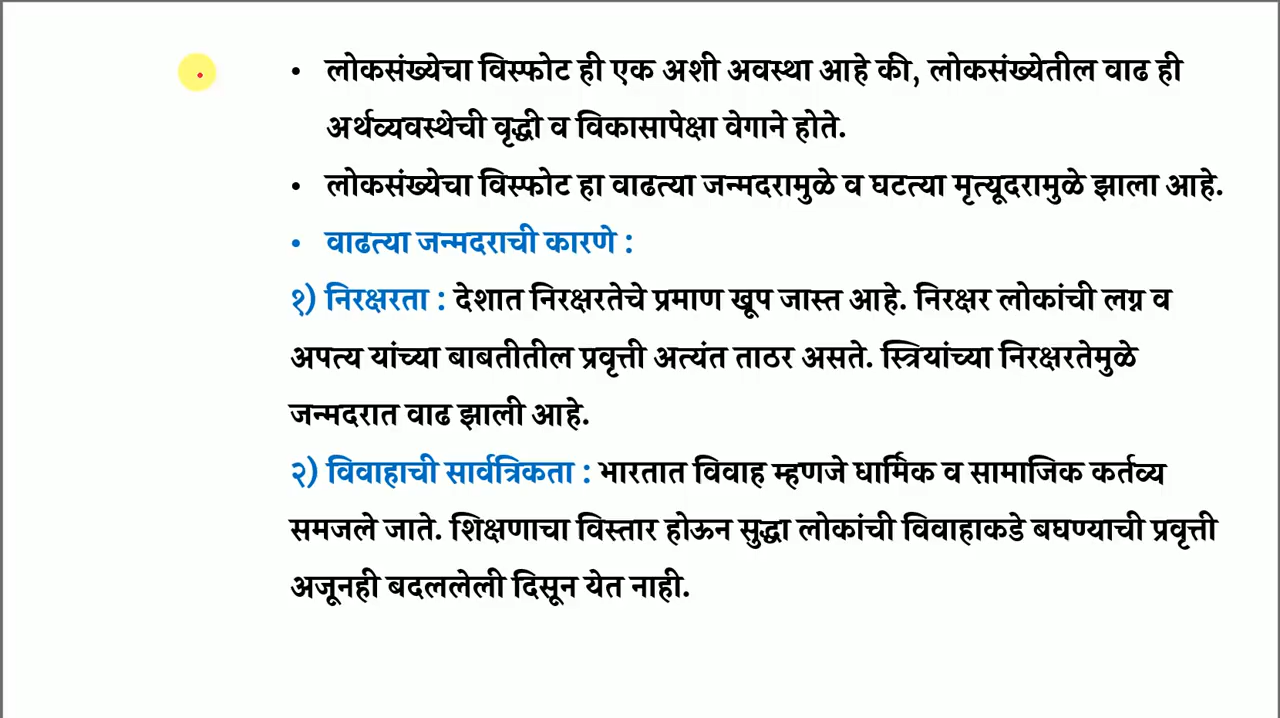 • लोकसंख्येचा विस्फोट ही एक अशी अवस्था आहे की, लोकसंख्येतील वाढ ही
अर्थव्यवस्थेची वृद्धी व विकासापेक्षा वेगाने होते.
• लोकसंख्येचा विस्फोट हा वाढत्या जन्मदरामुळे व घटत्या मृत्यूदरामुळे झाला आहे.
• वाढत्या जन्मदराची कारणे :
१) निरक्षरता : देशात निरक्षरतेचे प्रमाण खूप जास्त आहे. निरक्षर लोकांची लग्न व
अपत्य यांच्या बाबतीतील प्रवृत्ती अत्यंत ताठर असते. स्त्रियांच्या निरक्षरतेमुळे
जन्मदरात वाढ झाली आहे.
२) विवाहाची सार्वत्रिकता : भारतात विवाह म्हणजे धार्मिक व सामाजिक कर्तव्य
समजले जाते. शिक्षणाचा विस्तार होऊन सुद्धा लोकांची विवाहाकडे बघण्याची प्रवृत्ती
अजूनही बदललेली दिसून येत नाही.